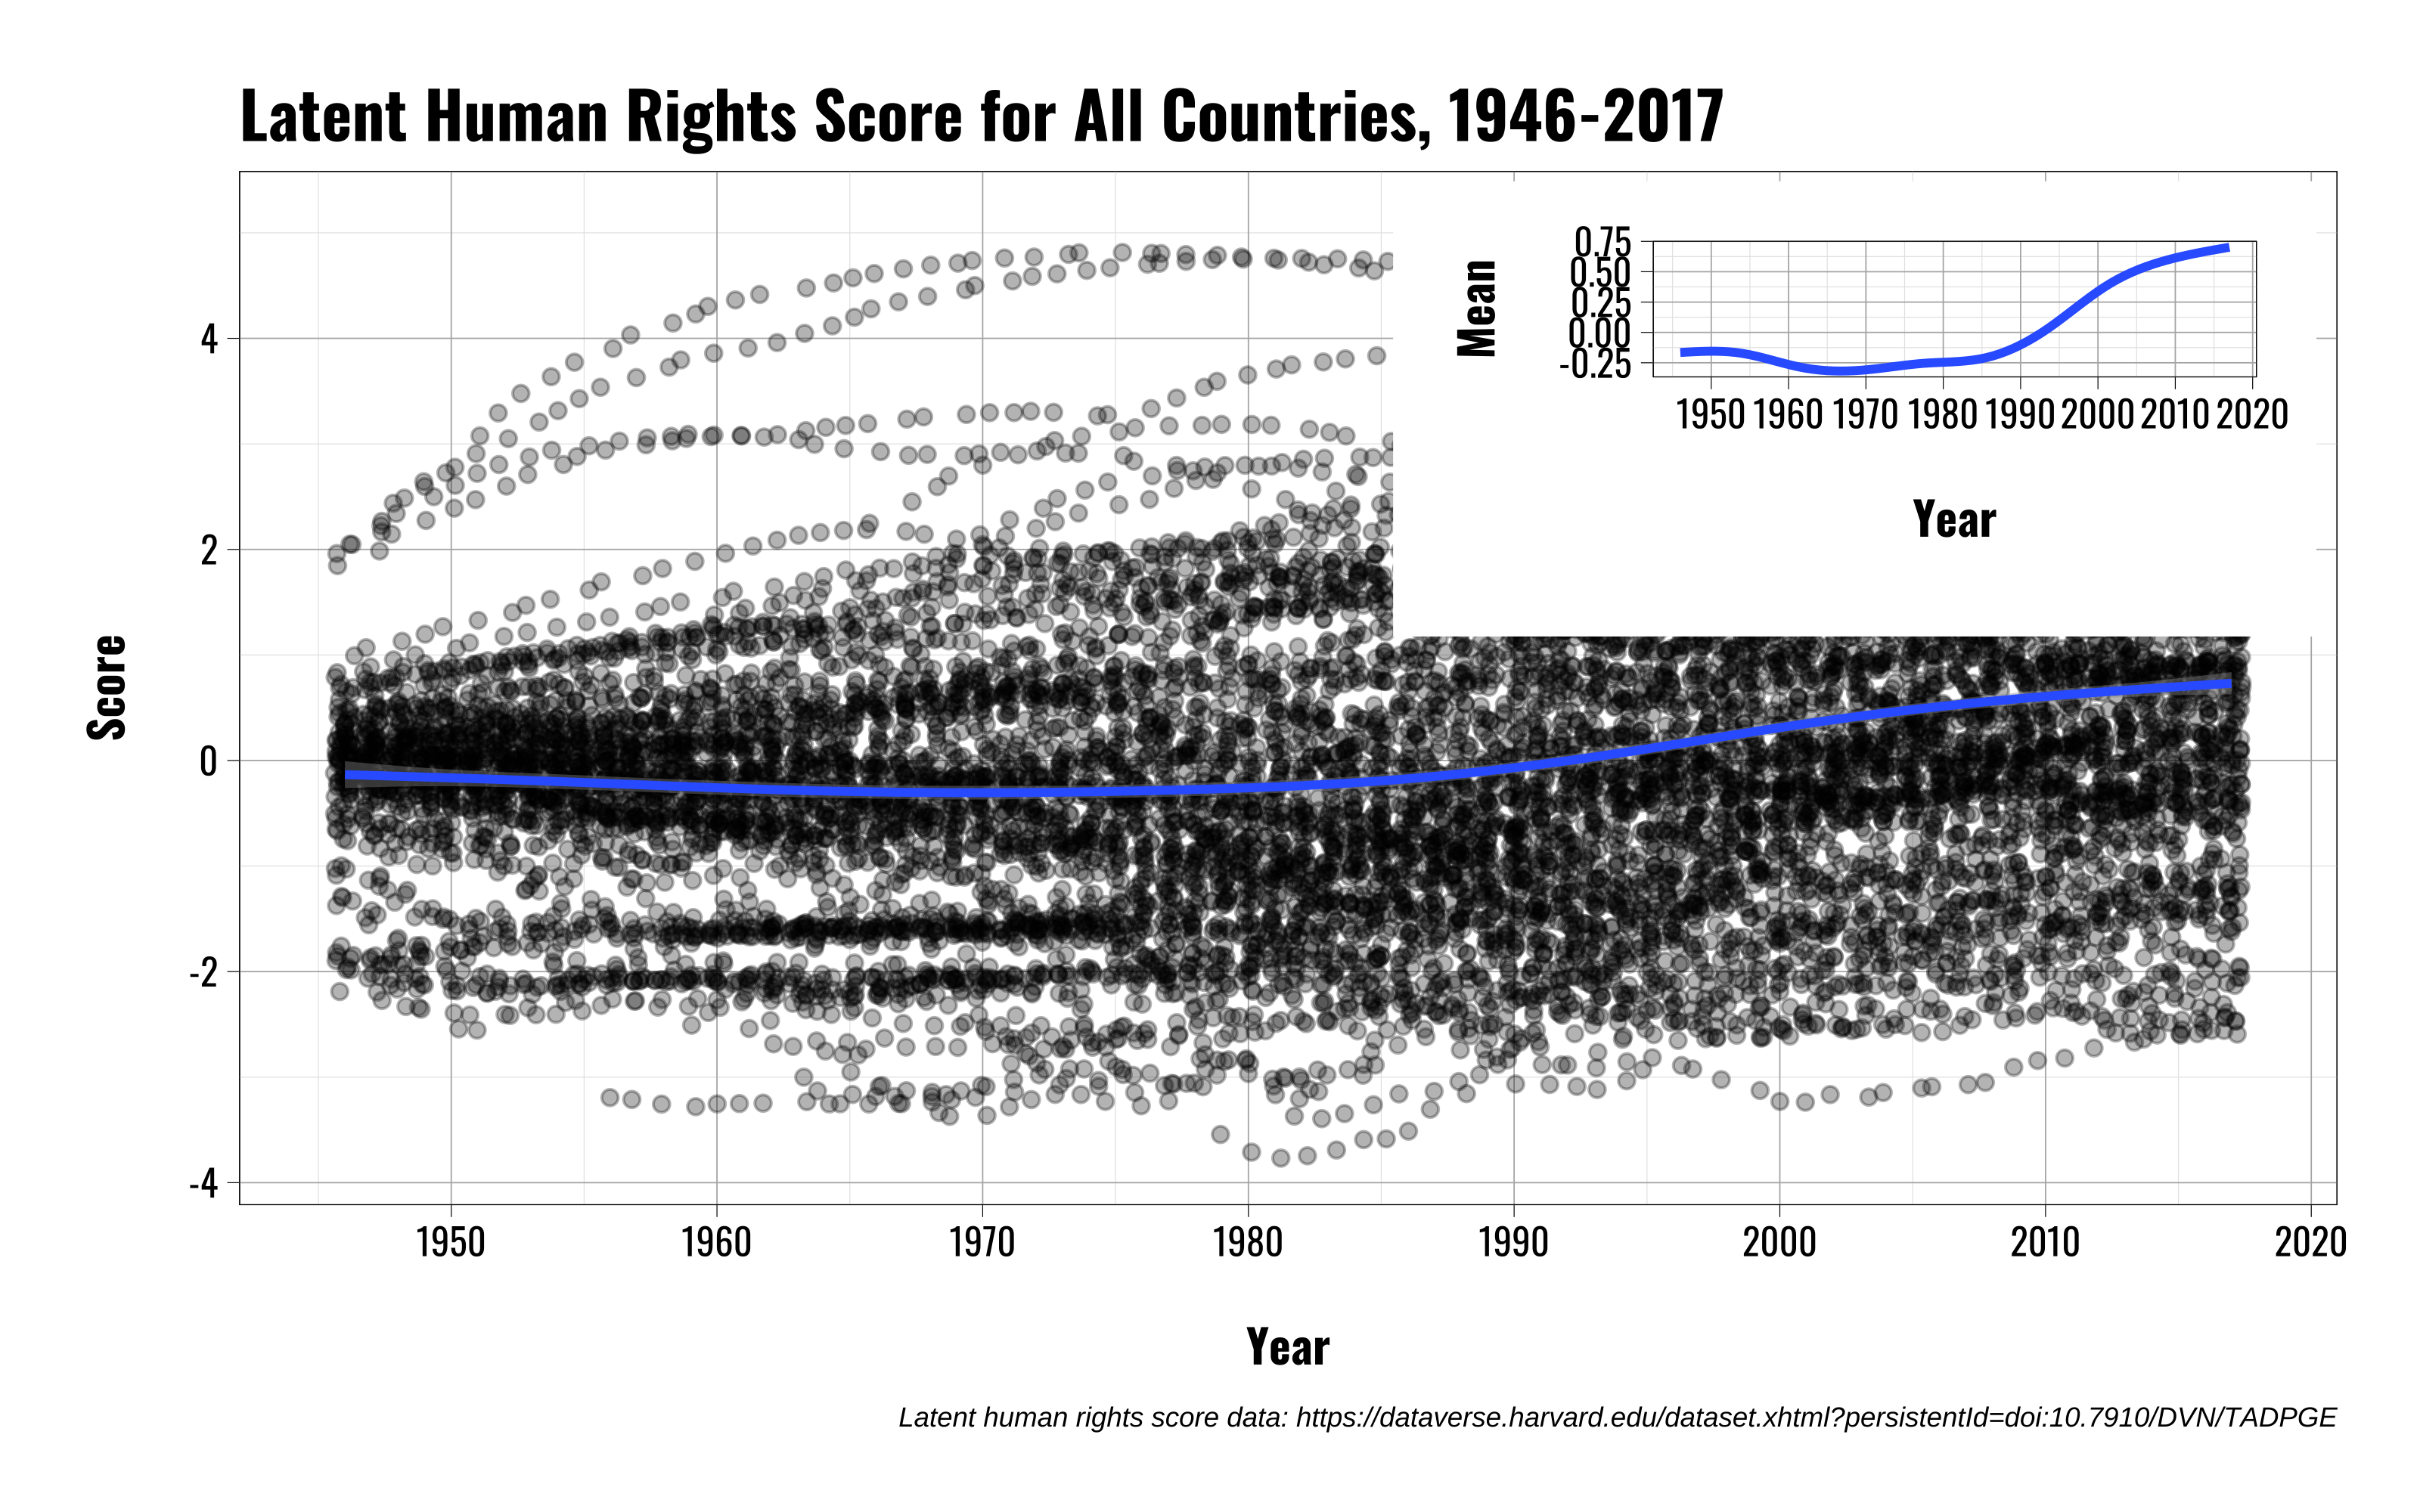 Latent Human Rights Score for All Countries, 1946-2017
Score
4
2
0
-2
-4
Mean
0.75
0.50
0.25
0.00
-0.25
1950 1960 1970 1980 1990 2000 2010 2020
Year
1950 1960 1970 1980 1990 2000 2010 2020
Year
Latent human rights score data: https://dataverse.harvard.edu/dataset.xhtml?persistentId=doi:10.7910/DVN/TADPGE